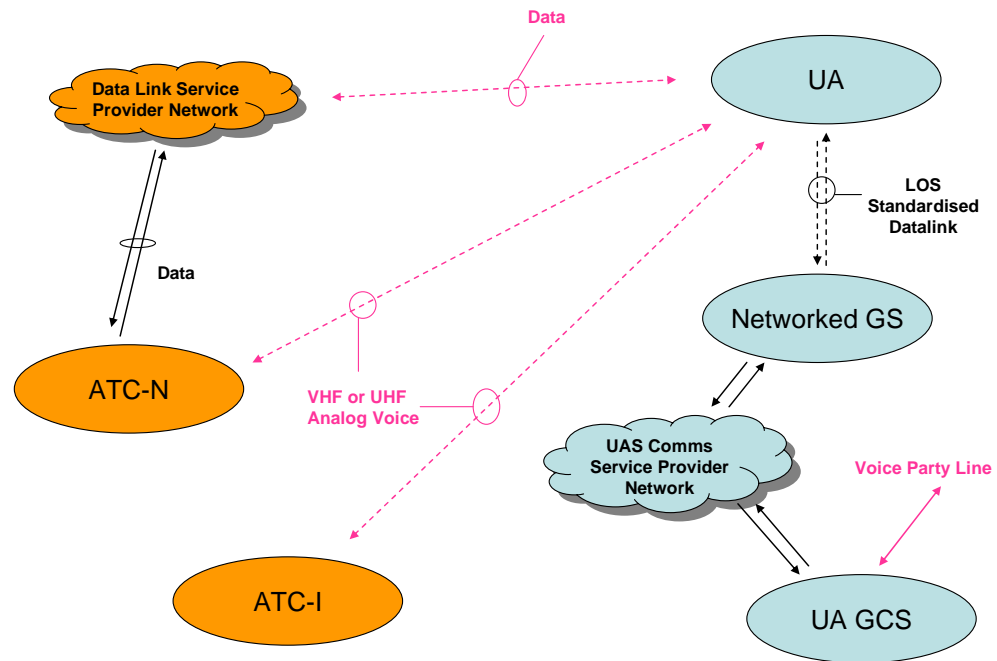 Data
Data Link Service
Provider Network
UA
LOS
Standardised
Datalink
Data
Networked GS
ATC-N
VHF or UHF
Analog Voice
UAS Comms
Service Provider
Network
Voice Party Line
ATC-I
UA GCS